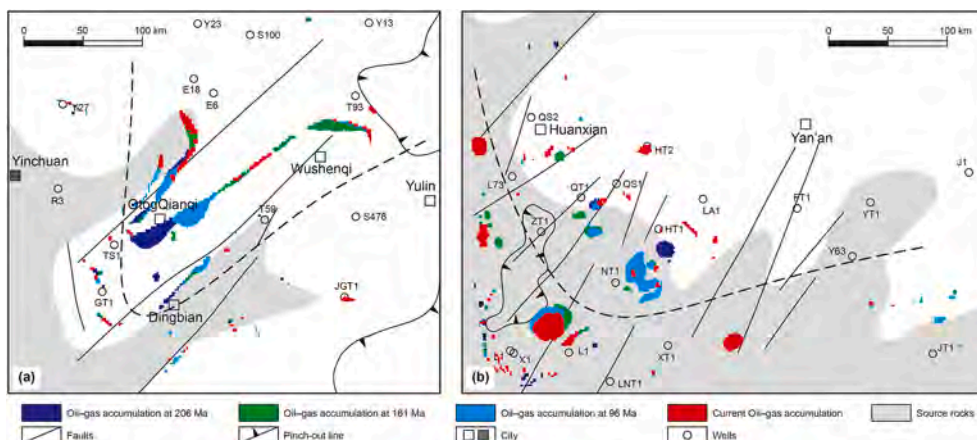 0 50 100 km
Y23
S100
Y13
E18
E6
T93
Yinchuan
R3
Wushenqi
Yulin
OtogQianqi
T59
S478
TS1
GT1
JGT1
Dingbian
(a)
0 20 100 km
QS2
Huanxian
Yan'an
HT2
J1
L73
QT1
QS1
LA1
FT1
YT1
ZT1
HT1
NT1
Y63
X1
L1
XT1
JT1
LNT1
(b)
Oil–gas accumulation at 206 Ma
Oil–gas accumulation at 161 Ma
Oil–gas accumulation at 96 Ma
Current Oil–gas accumulation
Source rocks
Faults
Pinch-out line
City
Wells